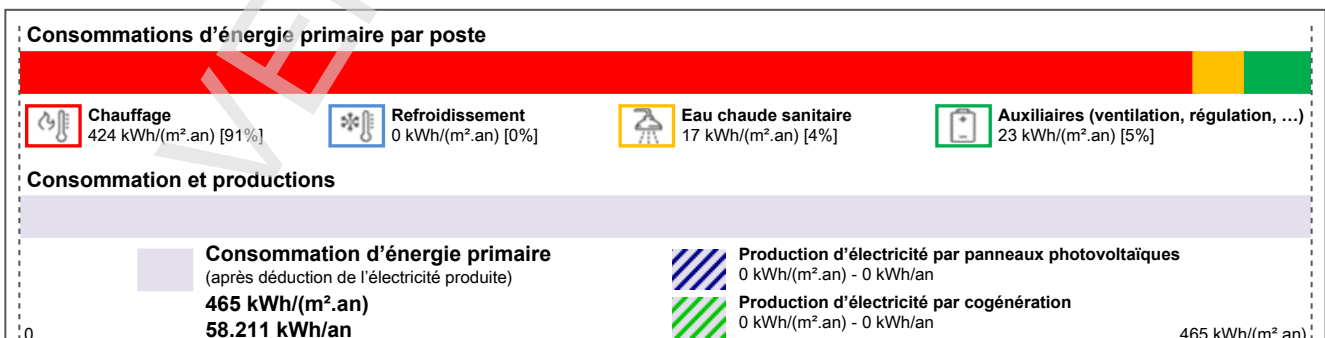 Consommations d'énergie primaire par poste
Chauffage
424 kWh/(m².an) [91%]
Refroidissement
0 kWh/(m².an) [0%]
Eau chaude sanitaire
17 kWh/(m².an) [4%]
Auxiliaires (ventilation, régulation, …)
23 kWh/(m².an) [5%]
Consommation et productions
Consommation d'énergie primaire
(après déduction de l'électricité produite)
465 kWh/(m².an)
58.211 kWh/an
Production d'électricité par panneaux photovoltaïques
0 kWh/(m².an) - 0 kWh/an
Production d'électricité par cogénération
0 kWh/(m².an) - 0 kWh/an
0
465 kWh/(m².an)